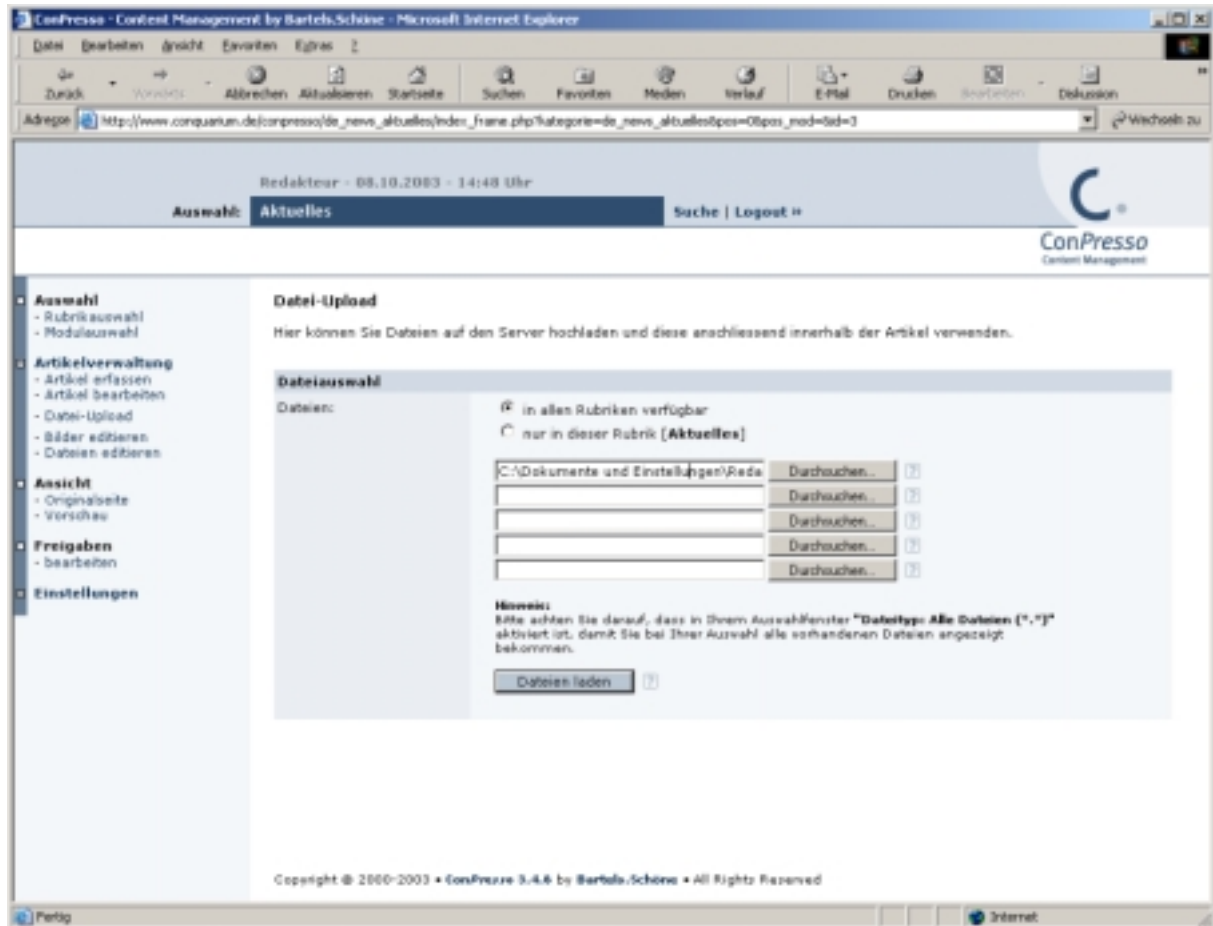 ConPresso - Content Management by Bartels.Schöne - Microsoft Internet Explorer
Datei Bearbeiten Ansicht Favoriten Extras ?
Zurück Vorwärts Abbrechen Aktualisieren Startseite Suchen Favoriten Medien Verlauf E-Mail Drucken Bearbeiten Diskussion
Adresse http://www.conquarium.de/conpresso/de_news_aktuelles/index_frame.php?kategorie=de_news_aktuelles&pos=0&pos_mod=6&id=3 Wechseln zu
Redakteur - 08.10.2003 - 14:48 Uhr
Auswahl: Aktuelles Suche | Logout »
C.
ConPresso
Content Management
Auswahl
- Rubrikauswahl
- Modulauswahl
Artikelverwaltung
- Artikel erfassen
- Artikel bearbeiten
- Datei-Upload
- Bilder editieren
- Dateien editieren
Ansicht
- Originalseite
- Vorschau
Freigaben
- bearbeiten
Einstellungen
Datei-Upload
Hier können Sie Dateien auf den Server hochladen und diese anschliessend innerhalb der Artikel verwenden.
Dateiauswahl
Dateien: in allen Rubriken verfügbar
nur in dieser Rubrik [Aktuelles]
C:\Dokumente und Einstellungen\Reda Durchsuchen... ?
Durchsuchen... ?
Durchsuchen... ?
Durchsuchen... ?
Durchsuchen... ?
Hinweis:
Bitte achten Sie darauf, dass in Ihrem Auswahlfenster "Dateityp: Alle Dateien (*.*)"
aktiviert ist, damit Sie bei Ihrer Auswahl alle vorhandenen Dateien angezeigt
bekommen.
Dateien laden ?
Copyright © 2000-2003 • ConPresso 3.4.6 by Bartels.Schöne • All Rights Reserved
Fertig Internet